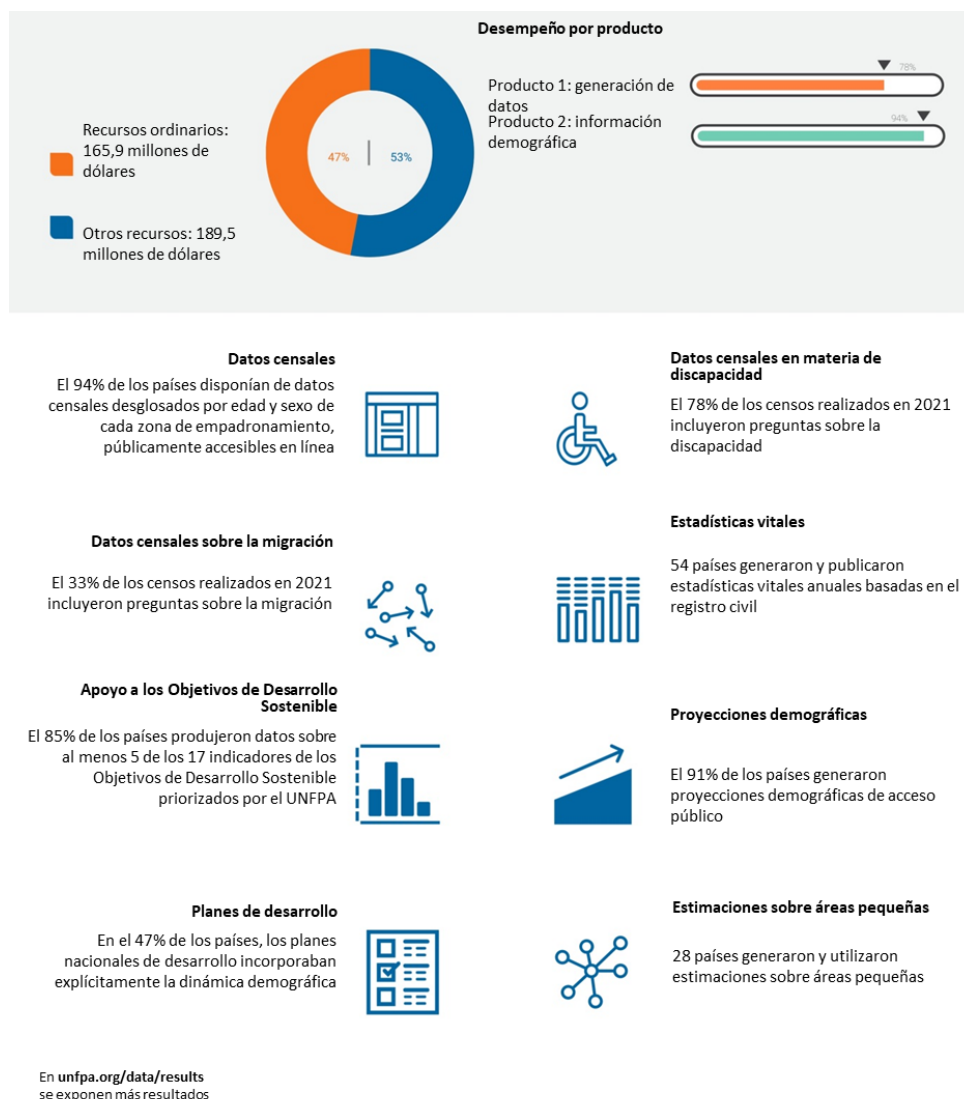 Desempeño por producto
Recursos ordinarios:
165,9 millones de
dólares
Otros recursos: 189,5
millones de dólares
47%
53%
Producto 1: generación de
datos
78%
Producto 2: información
demográfica
94%
Datos censales
El 94% de los países disponían de datos
censales desglosados por edad y sexo de
cada zona de empadronamiento,
públicamente accesibles en línea
Datos censales en materia de
discapacidad
El 78% de los censos realizados en 2021
incluyeron preguntas sobre la
discapacidad
Datos censales sobre la migración
El 33% de los censos realizados en 2021
incluyeron preguntas sobre la migración
Estadísticas vitales
54 países generaron y publicaron
estadísticas vitales anuales basadas en el
registro civil
Apoyo a los Objetivos de Desarrollo
Sostenible
El 85% de los países produjeron datos sobre
al menos 5 de los 17 indicadores de los
Objetivos de Desarrollo Sostenible
priorizados por el UNFPA
Proyecciones demográficas
El 91% de los países generaron
proyecciones demográficas de acceso
público
Planes de desarrollo
En el 47% de los países, los planes
nacionales de desarrollo incorporaban
explícitamente la dinámica demográfica
Estimaciones sobre áreas pequeñas
28 países generaron y utilizaron
estimaciones sobre áreas pequeñas
En unfpa.org/data/results
se exponen más resultados